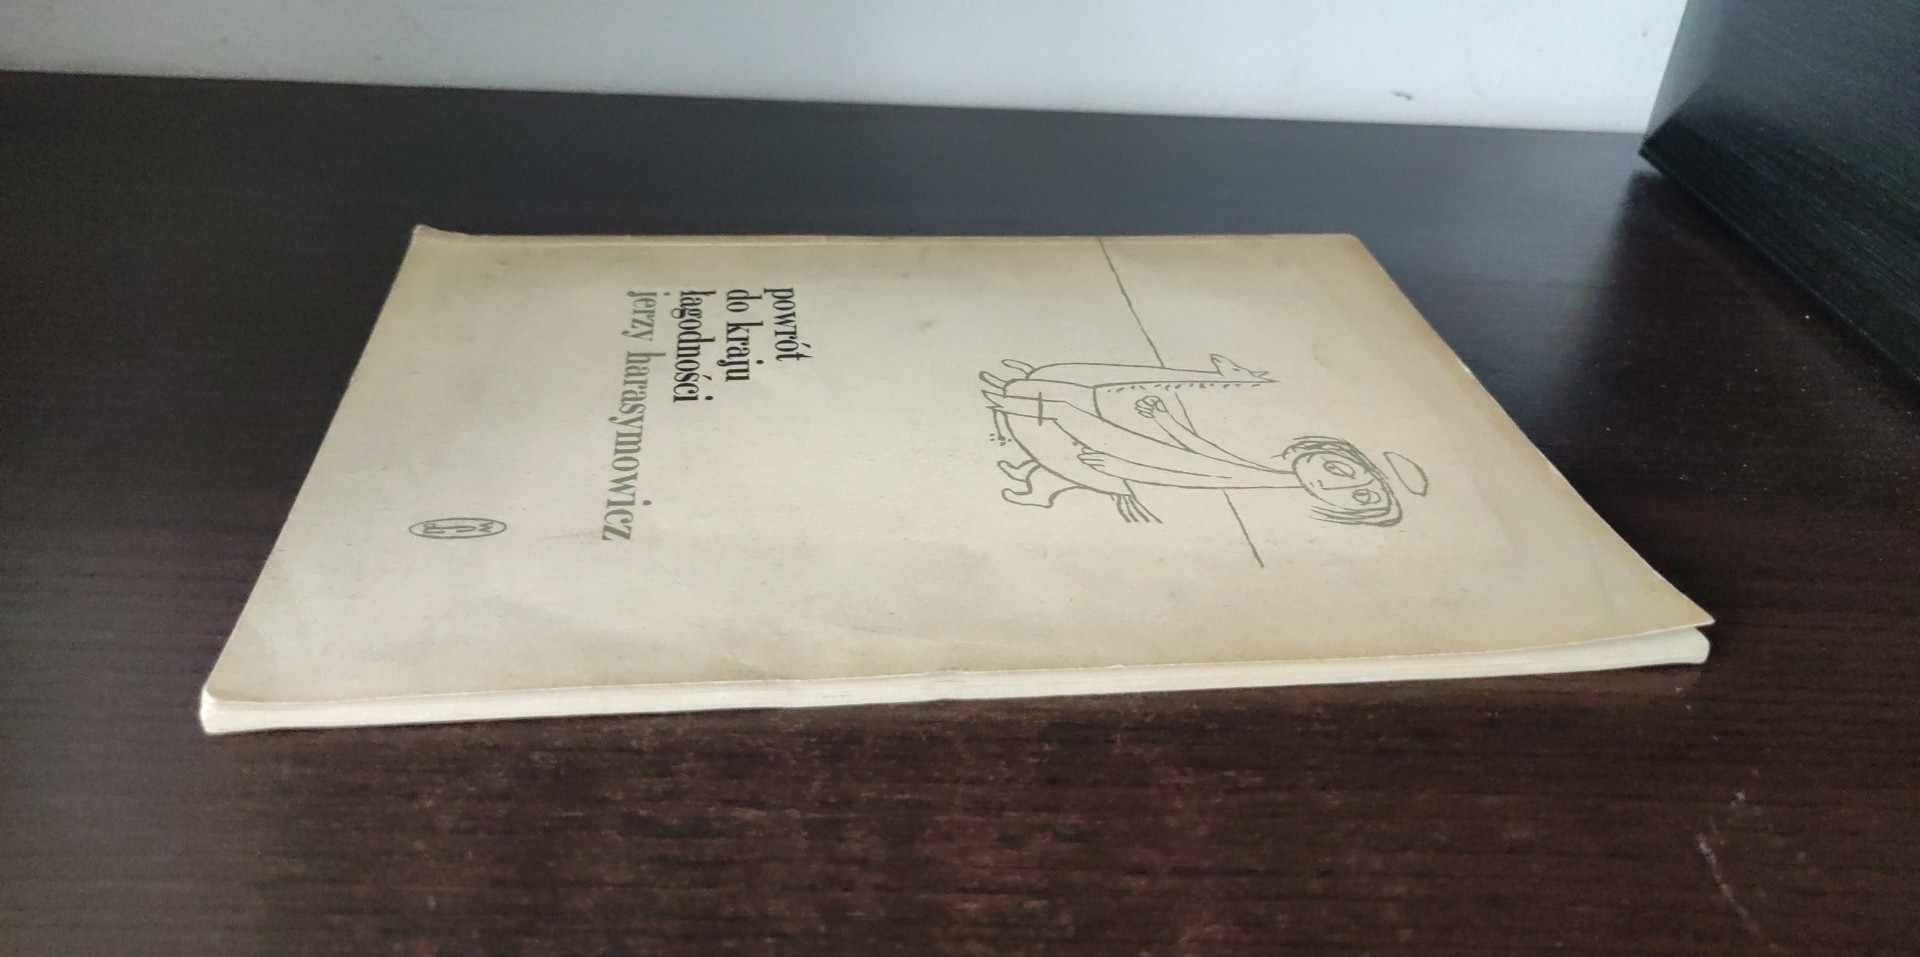 powrót
do kraju
łagodności
jerzy harasymowicz